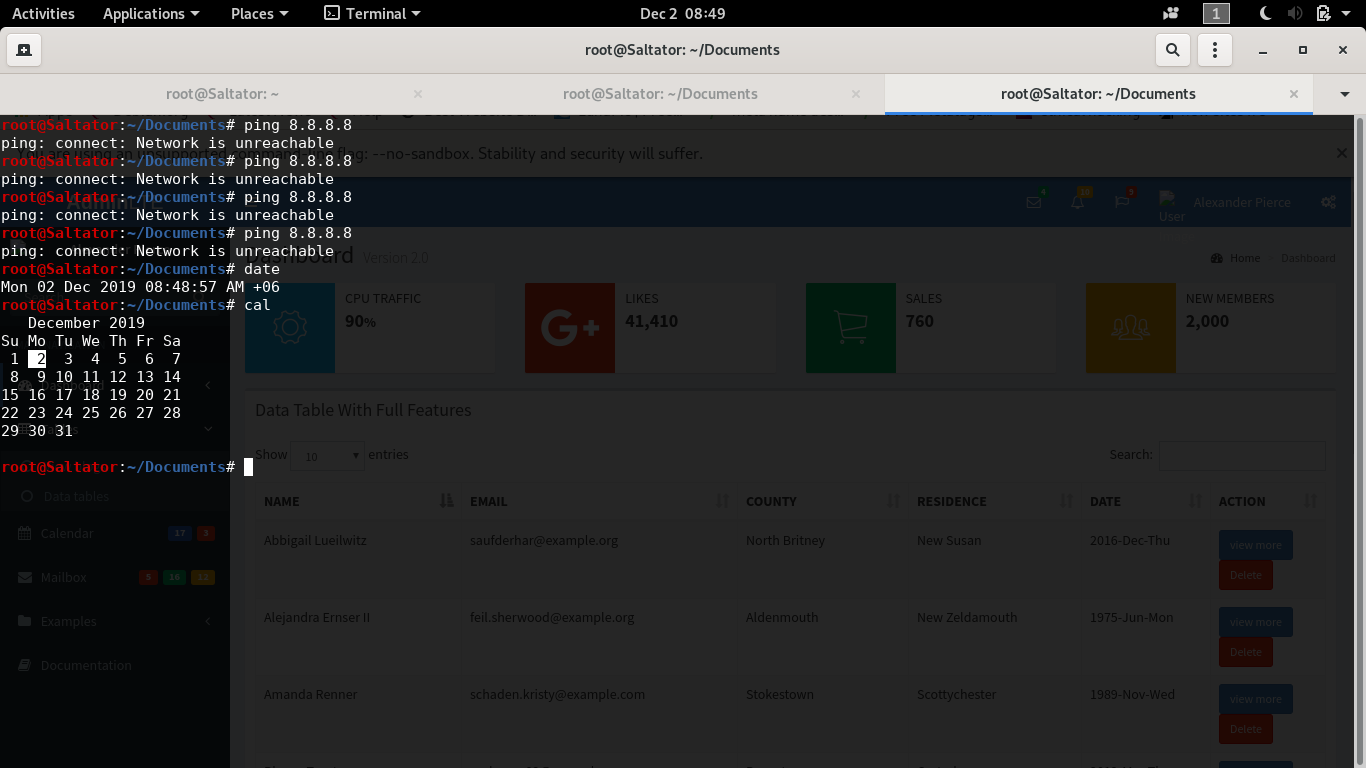 Activities Applications Places Terminal Dec 2 08:49 1
root@Saltator: ~/Documents
root@Saltator: ~ root@Saltator: ~/Documents root@Saltator: ~/Documents
root@Saltator:~/Documents# ping 8.8.8.8
ping: connect: Network is unreachable
root@Saltator:~/Documents# ping 8.8.8.8
ping: connect: Network is unreachable
root@Saltator:~/Documents# ping 8.8.8.8
ping: connect: Network is unreachable
root@Saltator:~/Documents# ping 8.8.8.8
ping: connect: Network is unreachable
root@Saltator:~/Documents# date
Mon 02 Dec 2019 08:48:57 AM +06
root@Saltator:~/Documents# cal
December 2019
Su Mo Tu We Th Fr Sa
1 2 3 4 5 6 7
8 9 10 11 12 13 14
15 16 17 18 19 20 21
22 23 24 25 26 27 28
29 30 31
root@Saltator:~/Documents#
You are using an unsupported command-line flag: --no-sandbox. Stability and security will suffer.
4 10 9 User Alexander Pierce
Dashboard Version 2.0 Home Dashboard
CPU TRAFFIC LIKES SALES NEW MEMBERS
90% 41,410 760 2,000
Data Table With Full Features
Show 10 entries Search:
NAME EMAIL COUNTY RESIDENCE DATE ACTION
Abbigail Lueilwitz saufderhar@example.org North Britney New Susan 2016-Dec-Thu view more
Delete
Alejandra Ernser II feil.sherwood@example.org Aldenmouth New Zeldamouth 1975-Jun-Mon view more
Delete
Amanda Renner schaden.kristy@example.com Stokestown Scottychester 1989-Nov-Wed view more
Delete
Data tables
Calendar 17 3
Mailbox 5 16 12
Examples
Documentation